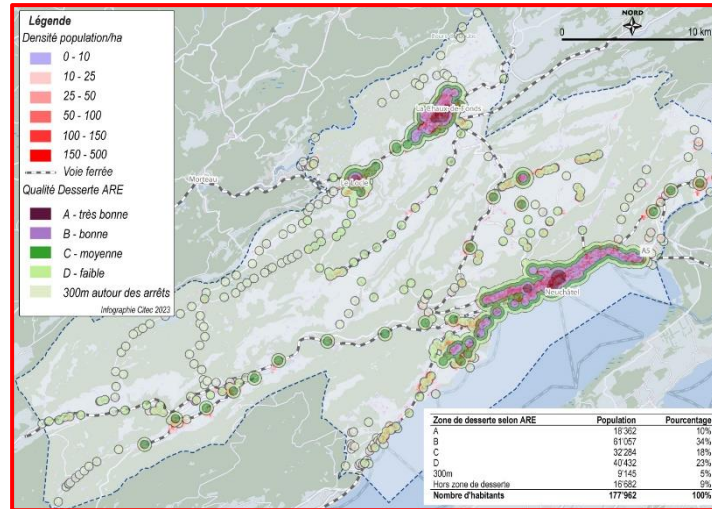 Légende
Densité population/ha
0 - 10
10 - 25
25 - 50
50 - 100
100 - 150
150 - 500
Voie ferrée
Qualité Desserte ARE
A - très bonne
B - bonne
C - moyenne
D - faible
300m autour des arrêts
Infographie Citec 2023
NORD
0 10 km
La Chaux-de-Fonds
Morteau
Le Locle
A5
Neuchâtel
Zone de desserte selon ARE Population Pourcentage
A 18'362 10%
B 61'057 34%
C 32'284 18%
D 40'432 23%
300m 9'145 5%
Hors zone de desserte 16'682 9%
Nombre d'habitants 177'962 100%